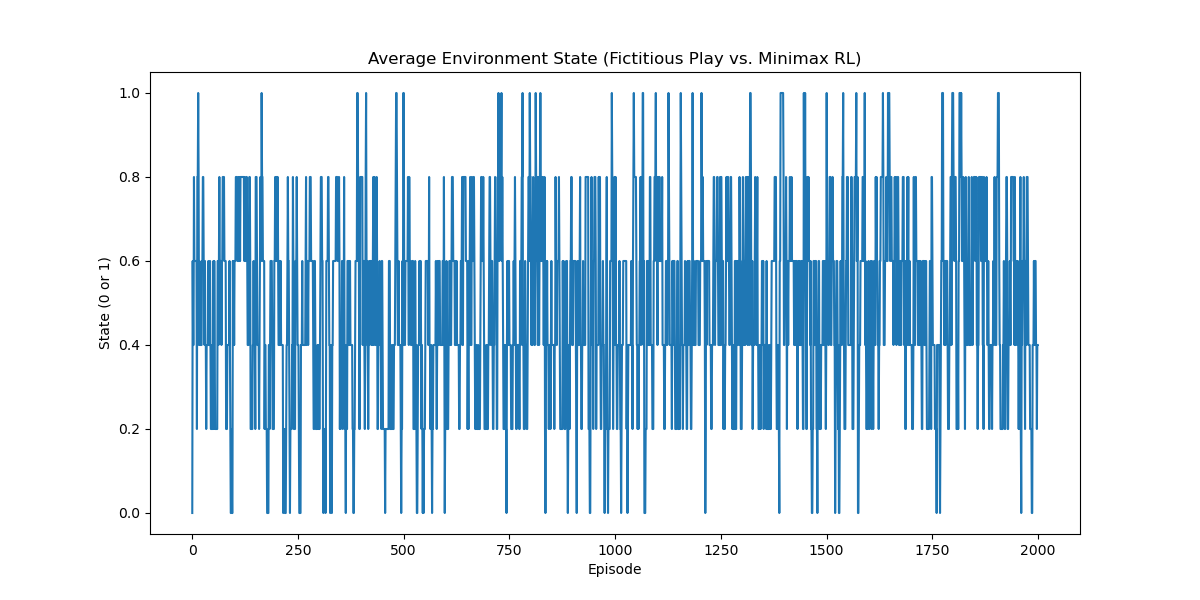 Average Environment State (Fictitious Play vs. Minimax RL)
State (0 or 1)
1.0
0.8
0.6
0.4
0.2
0.0
0 250 500 750 1000 1250 1500 1750 2000
Episode